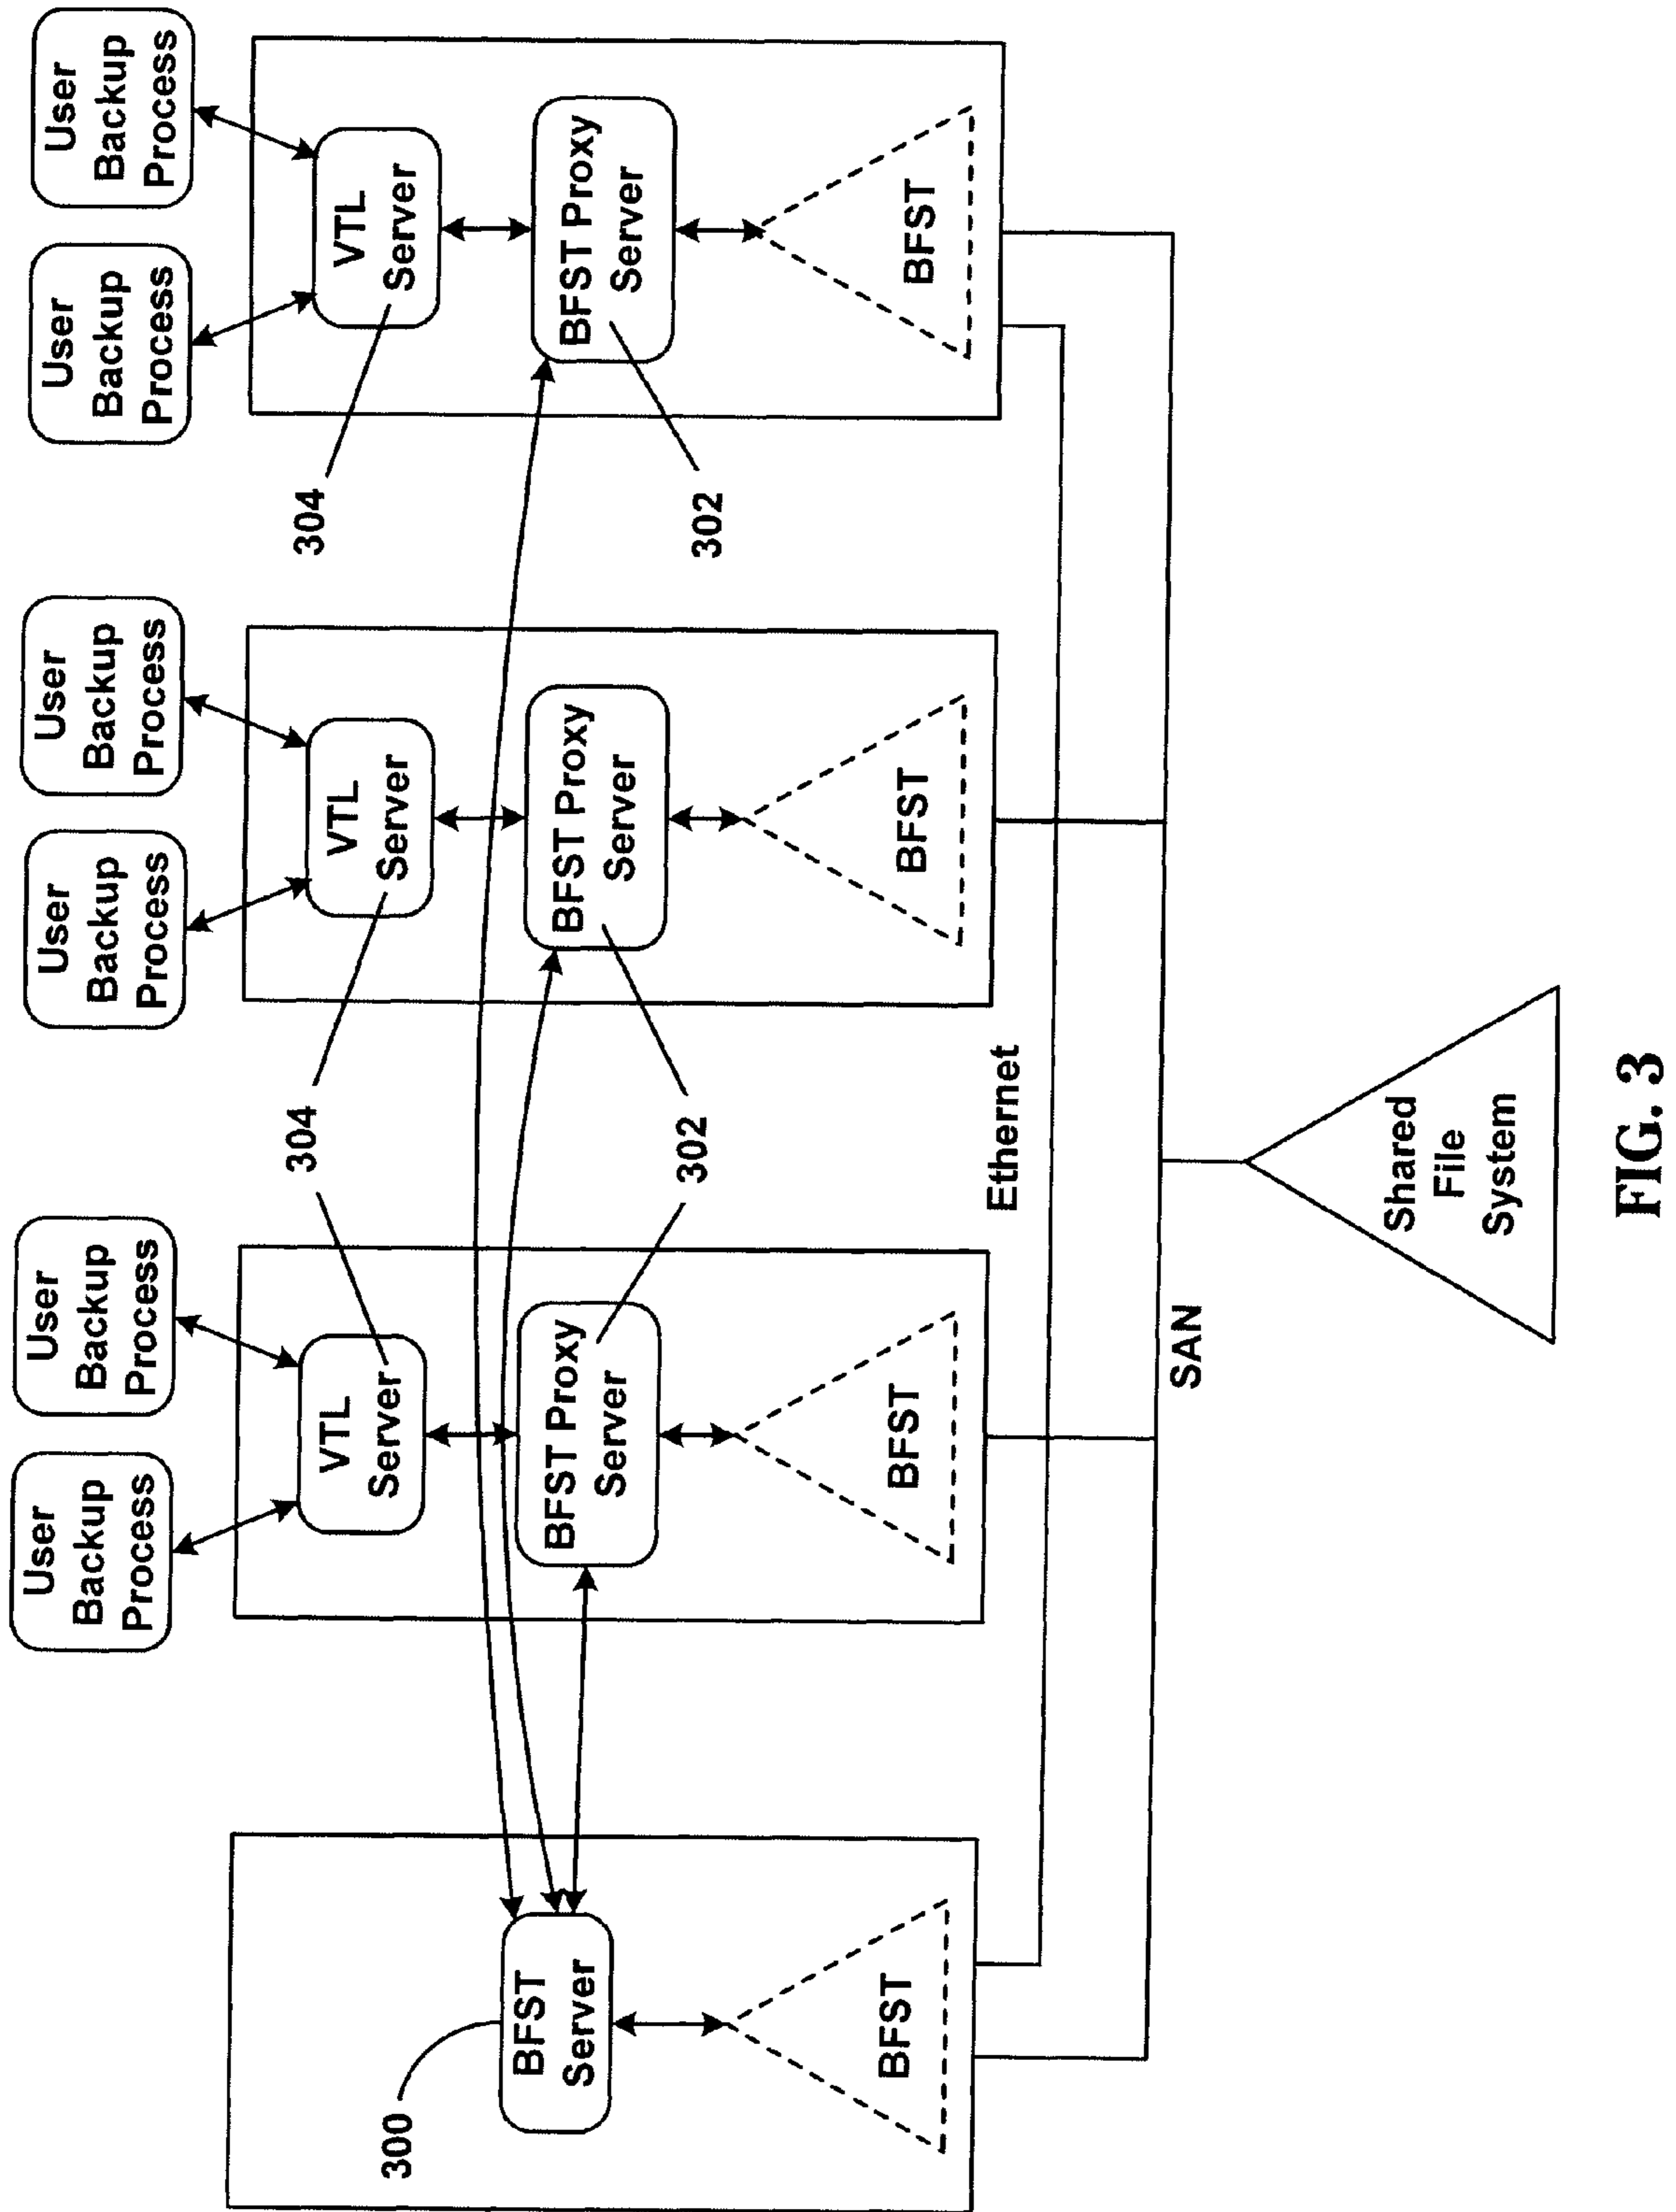 User
Backup
Process
User
Backup
Process
User
Backup
Process
User
Backup
Process
User
Backup
Process
User
Backup
Process
304
304
VTL
Server
VTL
Server
VTL
Server
300
BFST
Server
BFST Proxy
Server
BFST Proxy
Server
BFST Proxy
Server
302
302
BFST
BFST
BFST
BFST
Ethernet
SAN
Shared
File
System
FIG. 3